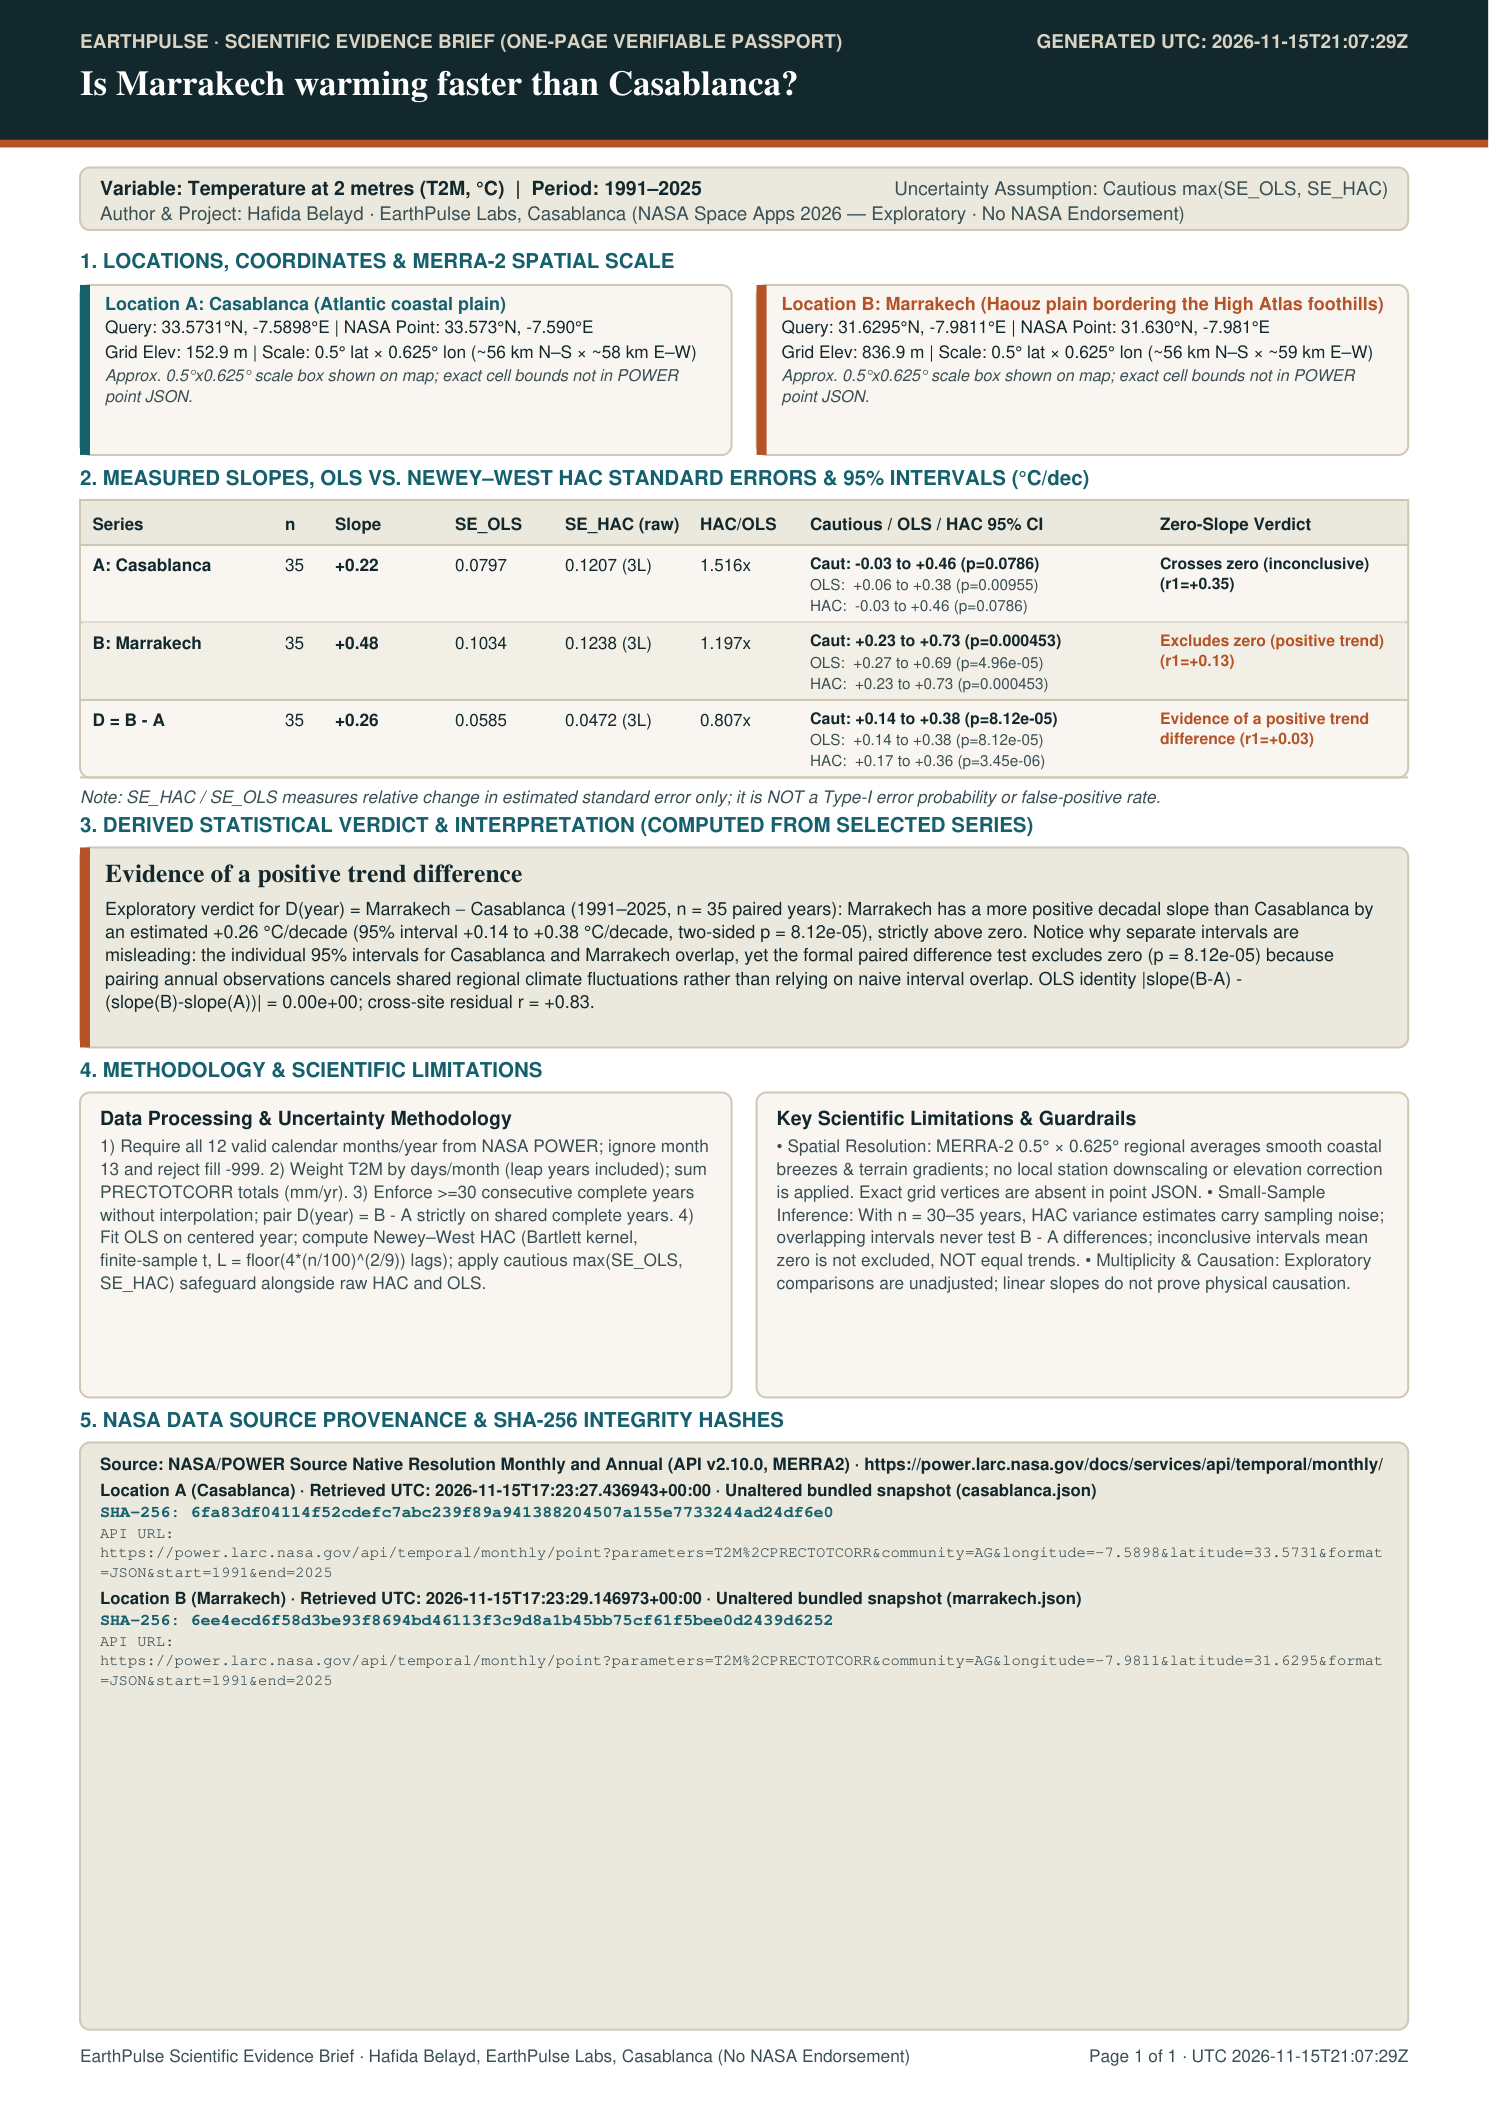 EARTHPULSE · SCIENTIFIC EVIDENCE BRIEF (ONE-PAGE VERIFIABLE PASSPORT)
GENERATED UTC: 2026-11-15T21:07:29Z
Is Marrakech warming faster than Casablanca?
Variable: Temperature at 2 metres (T2M, °C) | Period: 1991–2025
Uncertainty Assumption: Cautious max(SE_OLS, SE_HAC)
Author & Project: Hafida Belayd · EarthPulse Labs, Casablanca (NASA Space Apps 2026 — Exploratory · No NASA Endorsement)
1. LOCATIONS, COORDINATES & MERRA-2 SPATIAL SCALE
Location A: Casablanca (Atlantic coastal plain)
Query: 33.5731°N, -7.5898°E | NASA Point: 33.573°N, -7.590°E
Grid Elev: 152.9 m | Scale: 0.5° lat × 0.625° lon (~56 km N–S × ~58 km E–W)
Approx. 0.5°x0.625° scale box shown on map; exact cell bounds not in POWER
point JSON.
Location B: Marrakech (Haouz plain bordering the High Atlas foothills)
Query: 31.6295°N, -7.9811°E | NASA Point: 31.630°N, -7.981°E
Grid Elev: 836.9 m | Scale: 0.5° lat × 0.625° lon (~56 km N–S × ~59 km E–W)
Approx. 0.5°x0.625° scale box shown on map; exact cell bounds not in POWER
point JSON.
2. MEASURED SLOPES, OLS VS. NEWEY–WEST HAC STANDARD ERRORS & 95% INTERVALS (°C/dec)
Series n Slope SE_OLS SE_HAC (raw) HAC/OLS Cautious / OLS / HAC 95% CI Zero-Slope Verdict
A: Casablanca 35 +0.22 0.0797 0.1207 (3L) 1.516x Caut: -0.03 to +0.46 (p=0.0786) Crosses zero (inconclusive)
OLS: +0.06 to +0.38 (p=0.00955) (r1=+0.35)
HAC: -0.03 to +0.46 (p=0.0786)
B: Marrakech 35 +0.48 0.1034 0.1238 (3L) 1.197x Caut: +0.23 to +0.73 (p=0.000453) Excludes zero (positive trend)
OLS: +0.27 to +0.69 (p=4.96e-05) (r1=+0.13)
HAC: +0.23 to +0.73 (p=0.000453)
D = B - A 35 +0.26 0.0585 0.0472 (3L) 0.807x Caut: +0.14 to +0.38 (p=8.12e-05) Evidence of a positive trend
OLS: +0.14 to +0.38 (p=8.12e-05) difference (r1=+0.03)
HAC: +0.17 to +0.36 (p=3.45e-06)
Note: SE_HAC / SE_OLS measures relative change in estimated standard error only; it is NOT a Type-I error probability or false-positive rate.
3. DERIVED STATISTICAL VERDICT & INTERPRETATION (COMPUTED FROM SELECTED SERIES)
Evidence of a positive trend difference
Exploratory verdict for D(year) = Marrakech – Casablanca (1991–2025, n = 35 paired years): Marrakech has a more positive decadal slope than Casablanca by
an estimated +0.26 °C/decade (95% interval +0.14 to +0.38 °C/decade, two-sided p = 8.12e-05), strictly above zero. Notice why separate intervals are
misleading: the individual 95% intervals for Casablanca and Marrakech overlap, yet the formal paired difference test excludes zero (p = 8.12e-05) because
pairing annual observations cancels shared regional climate fluctuations rather than relying on naive interval overlap. OLS identity |slope(B-A) -
(slope(B)-slope(A))| = 0.00e+00; cross-site residual r = +0.83.
4. METHODOLOGY & SCIENTIFIC LIMITATIONS
Data Processing & Uncertainty Methodology
1) Require all 12 valid calendar months/year from NASA POWER; ignore month
13 and reject fill -999. 2) Weight T2M by days/month (leap years included); sum
PRECTOTCORR totals (mm/yr). 3) Enforce >=30 consecutive complete years
without interpolation; pair D(year) = B - A strictly on shared complete years. 4)
Fit OLS on centered year; compute Newey–West HAC (Bartlett kernel,
finite-sample t, L = floor(4*(n/100)^(2/9)) lags); apply cautious max(SE_OLS,
SE_HAC) safeguard alongside raw HAC and OLS.
Key Scientific Limitations & Guardrails
• Spatial Resolution: MERRA-2 0.5° × 0.625° regional averages smooth coastal
breezes & terrain gradients; no local station downscaling or elevation correction
is applied. Exact grid vertices are absent in point JSON. • Small-Sample
Inference: With n = 30–35 years, HAC variance estimates carry sampling noise;
overlapping intervals never test B - A differences; inconclusive intervals mean
zero is not excluded, NOT equal trends. • Multiplicity & Causation: Exploratory
comparisons are unadjusted; linear slopes do not prove physical causation.
5. NASA DATA SOURCE PROVENANCE & SHA-256 INTEGRITY HASHES
Source: NASA/POWER Source Native Resolution Monthly and Annual (API v2.10.0, MERRA2) · https://power.larc.nasa.gov/docs/services/api/temporal/monthly/
Location A (Casablanca) · Retrieved UTC: 2026-11-15T17:23:27.436943+00:00 · Unaltered bundled snapshot (casablanca.json)
SHA-256: 6fa83df04114f52cdefc7abc239f89a941388204507a155e7733244ad24df6e0
API URL:
https://power.larc.nasa.gov/api/temporal/monthly/point?parameters=T2M%2CPRECTOTCORR&community=AG&longitude=-7.5898&latitude=33.5731&format
=JSON&start=1991&end=2025
Location B (Marrakech) · Retrieved UTC: 2026-11-15T17:23:29.146973+00:00 · Unaltered bundled snapshot (marrakech.json)
SHA-256: 6ee4ecd6f58d3be93f8694bd46113f3c9d8a1b45bb75cf61f5bee0d2439d6252
API URL:
https://power.larc.nasa.gov/api/temporal/monthly/point?parameters=T2M%2CPRECTOTCORR&community=AG&longitude=-7.9811&latitude=31.6295&format
=JSON&start=1991&end=2025
EarthPulse Scientific Evidence Brief · Hafida Belayd, EarthPulse Labs, Casablanca (No NASA Endorsement)
Page 1 of 1 · UTC 2026-11-15T21:07:29Z